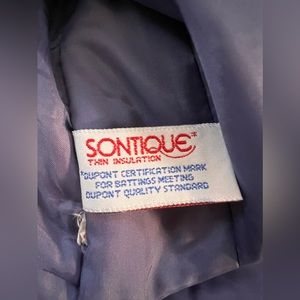 SONTIQUE*
THIN INSULATION
*DUPONT CERTIFICATION MARK
FOR BATTINGS MEETING
DUPONT QUALITY STANDARD